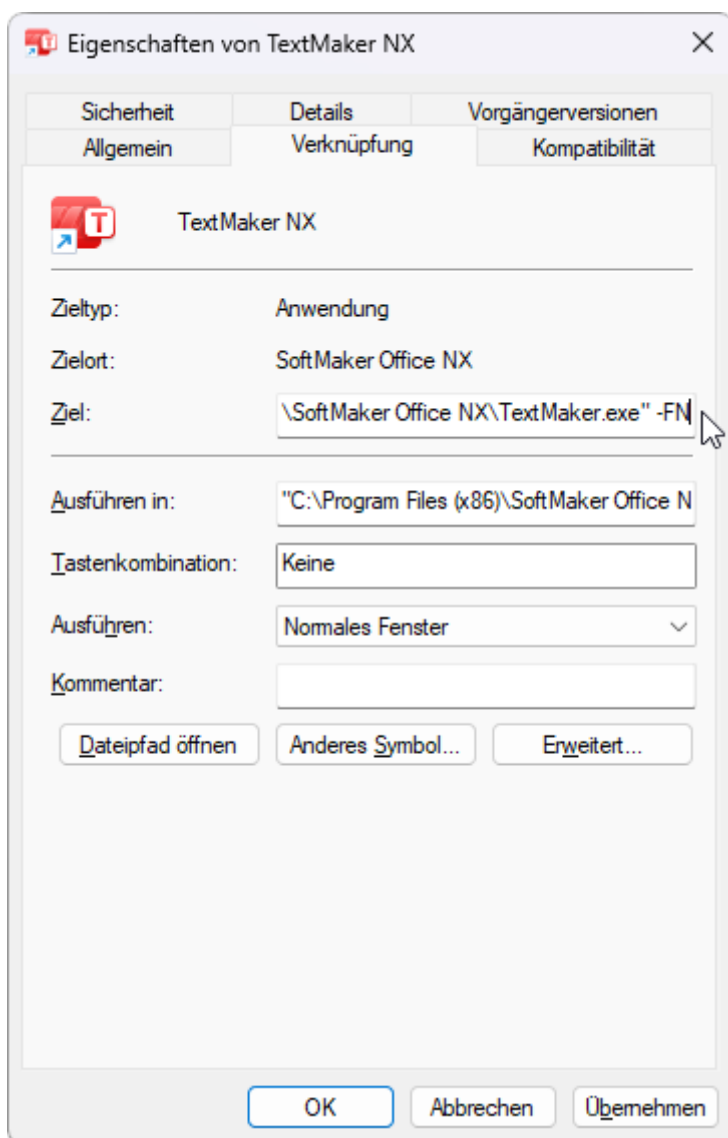 Eigenschaften von TextMaker NX
Sicherheit Details Vorgängerversionen
Allgemein Verknüpfung Kompatibilität
T TextMaker NX
Zieltyp: Anwendung
Zielort: SoftMaker Office NX
Ziel: \SoftMaker Office NX\TextMaker.exe" -FN
Ausführen in: "C:\Program Files (x86)\SoftMaker Office N
Tastenkombination: Keine
Ausführen: Normales Fenster
Kommentar:
Dateipfad öffnen Anderes Symbol... Erweitert...
OK Abbrechen Übernehmen